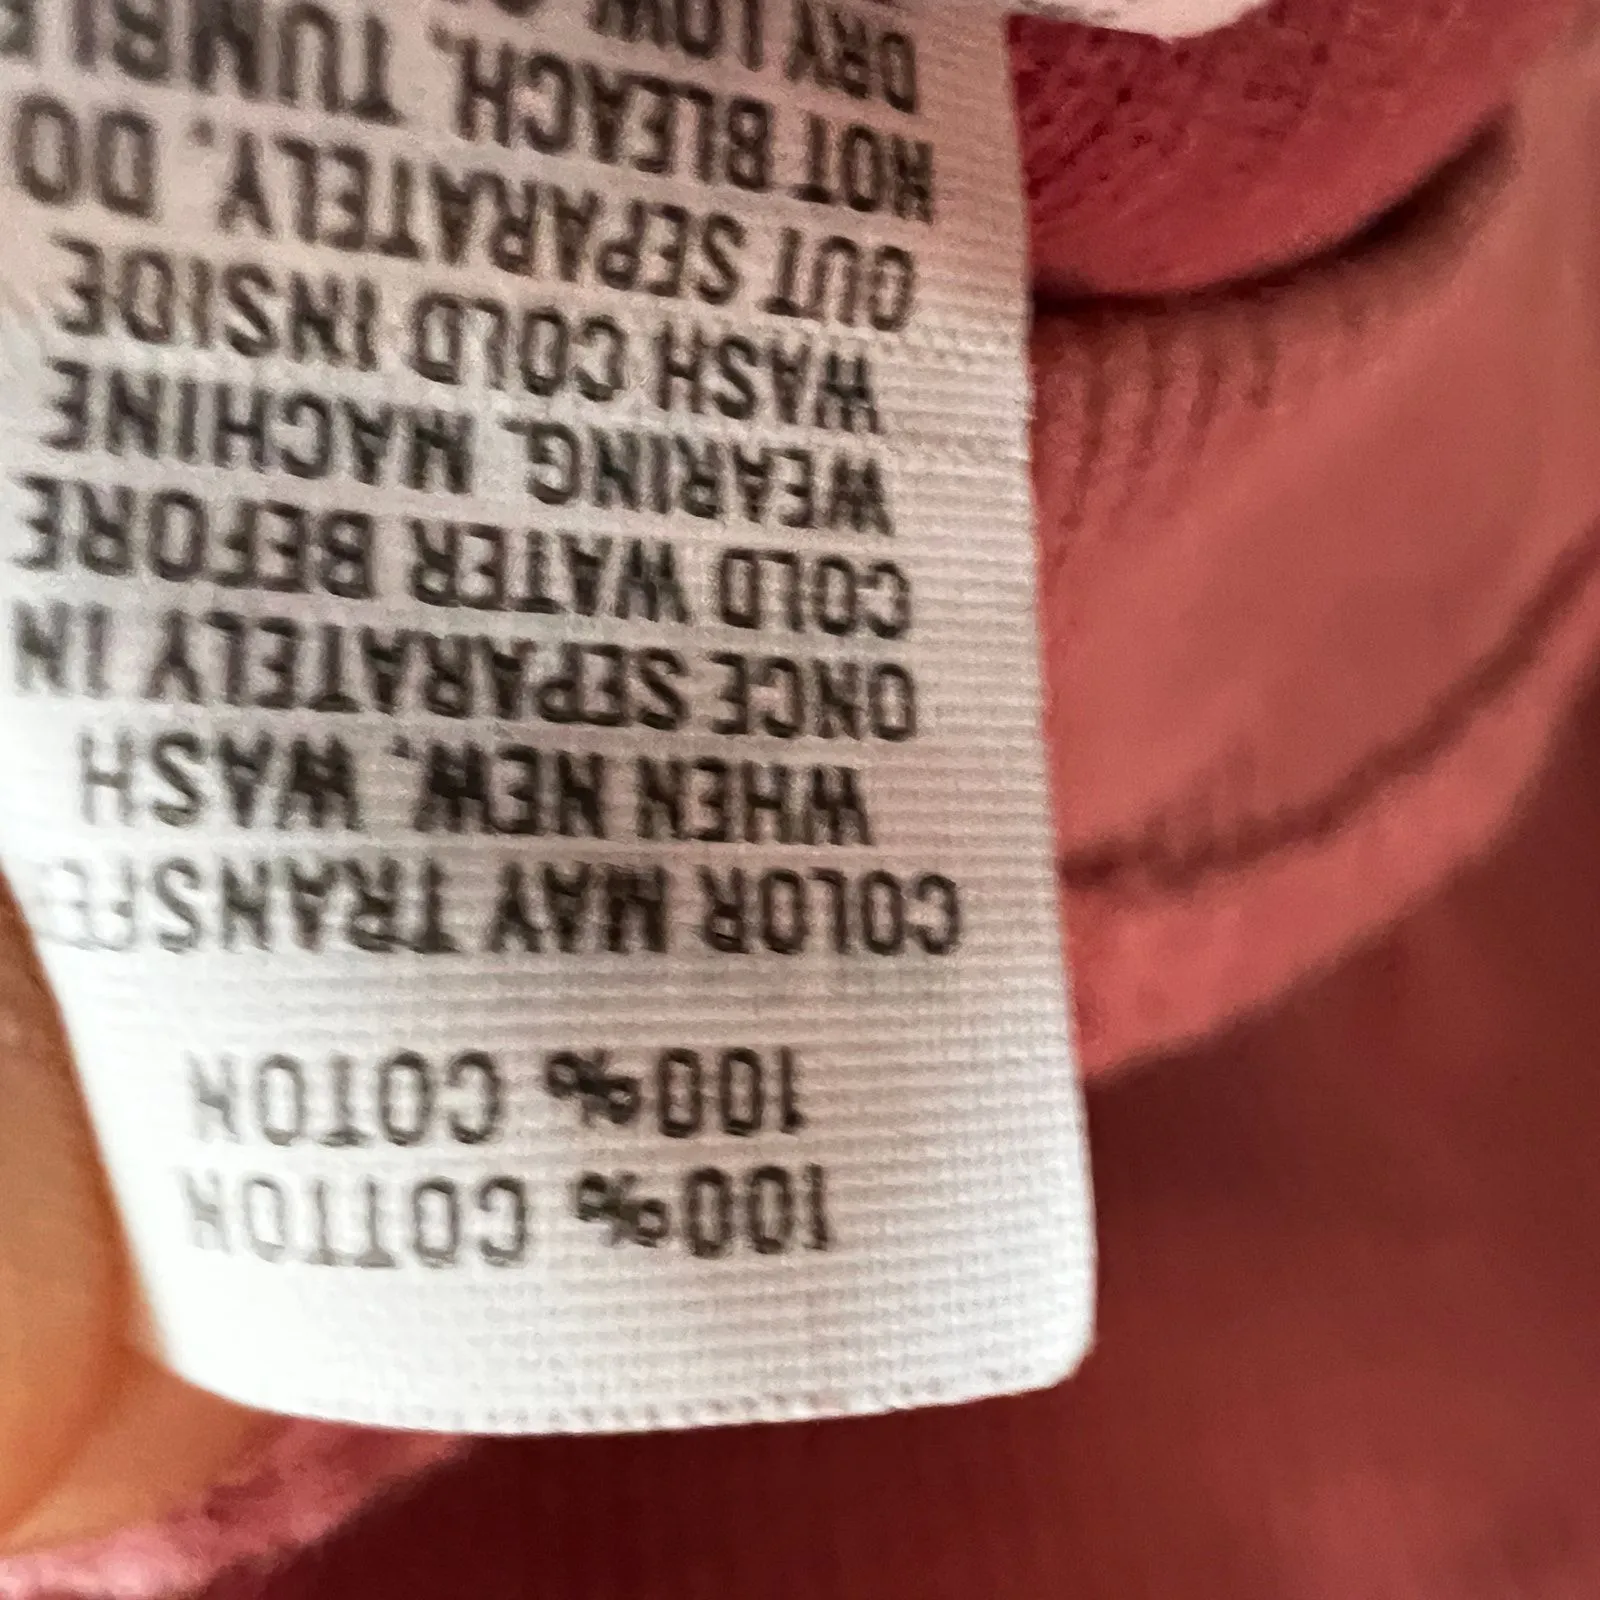 100% COTTON
100% COTON
COLOR MAY TRANSFE
WHEN NEW, WASH
ONCE SEPARATELY IN
COLD WATER BEFORE
WEARING. MACHINE
WASH COLD INSIDE
OUT SEPARATELY. DO
NOT BLEACH. TUMBLE
DRY LOW